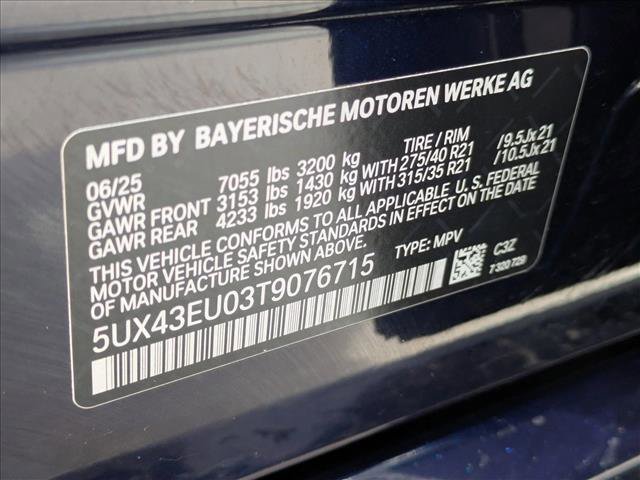 MFD BY BAYERISCHE MOTOREN WERKE AG
06/25 TIRE / RIM
GVWR 7055 lbs 3200 kg
GAWR FRONT 3153 lbs 1430 kg WITH 275/40 R21 /9.5Jx21
GAWR REAR 4233 lbs 1920 kg WITH 315/35 R21 /10.5Jx21
THIS VEHICLE CONFORMS TO ALL APPLICABLE U. S. FEDERAL
MOTOR VEHICLE SAFETY STANDARDS IN EFFECT ON THE DATE
OF MANUFACTURE SHOWN ABOVE.
TYPE: MPV C3Z
5UX43EU03T9076715 7 320 729